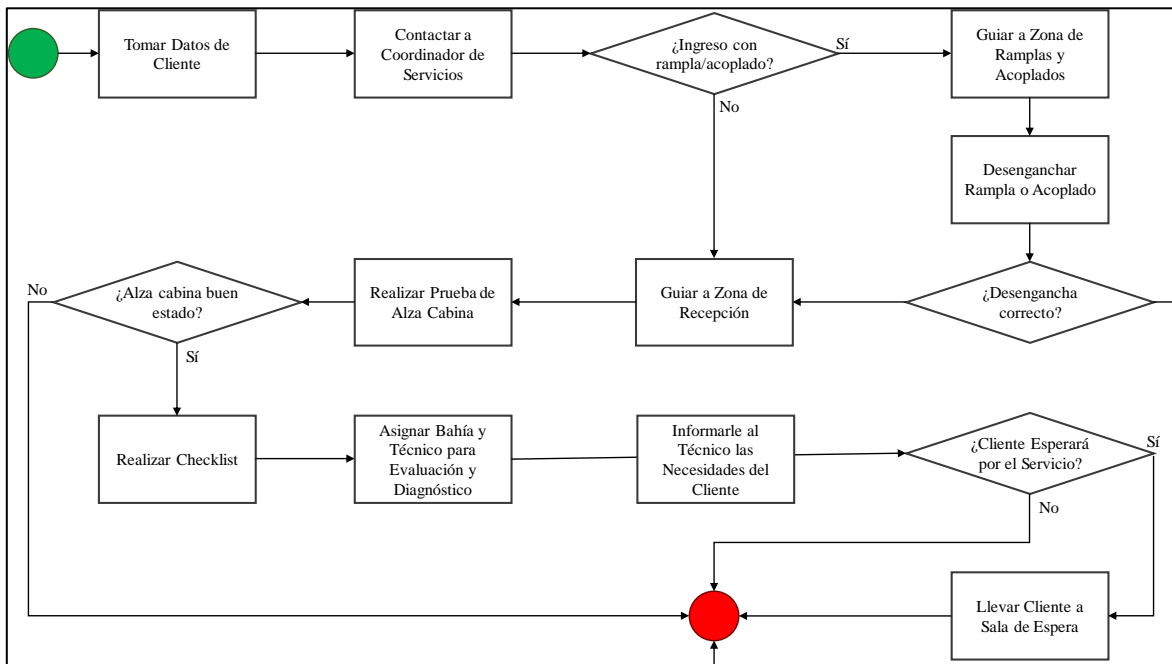 Tomar Datos de
Cliente
Contactar a
Coordinador de
Servicios
¿Ingreso con
rampla/acoplado?
Sí
No
Guiar a Zona de
Ramplas y
Acoplados
Desenganchar
Rampla o Acoplado
¿Desengancha
correcto?
Guiar a Zona de
Recepción
Realizar Prueba de
Alza Cabina
¿Alza cabina buen
estado?
No
Sí
Realizar Checklist
Asignar Bahía y
Técnico para
Evaluación y
Diagnóstico
Informarle al
Técnico las
Necesidades del
Cliente
¿Cliente Esperará
por el Servicio?
Sí
No
Llevar Cliente a
Sala de Espera